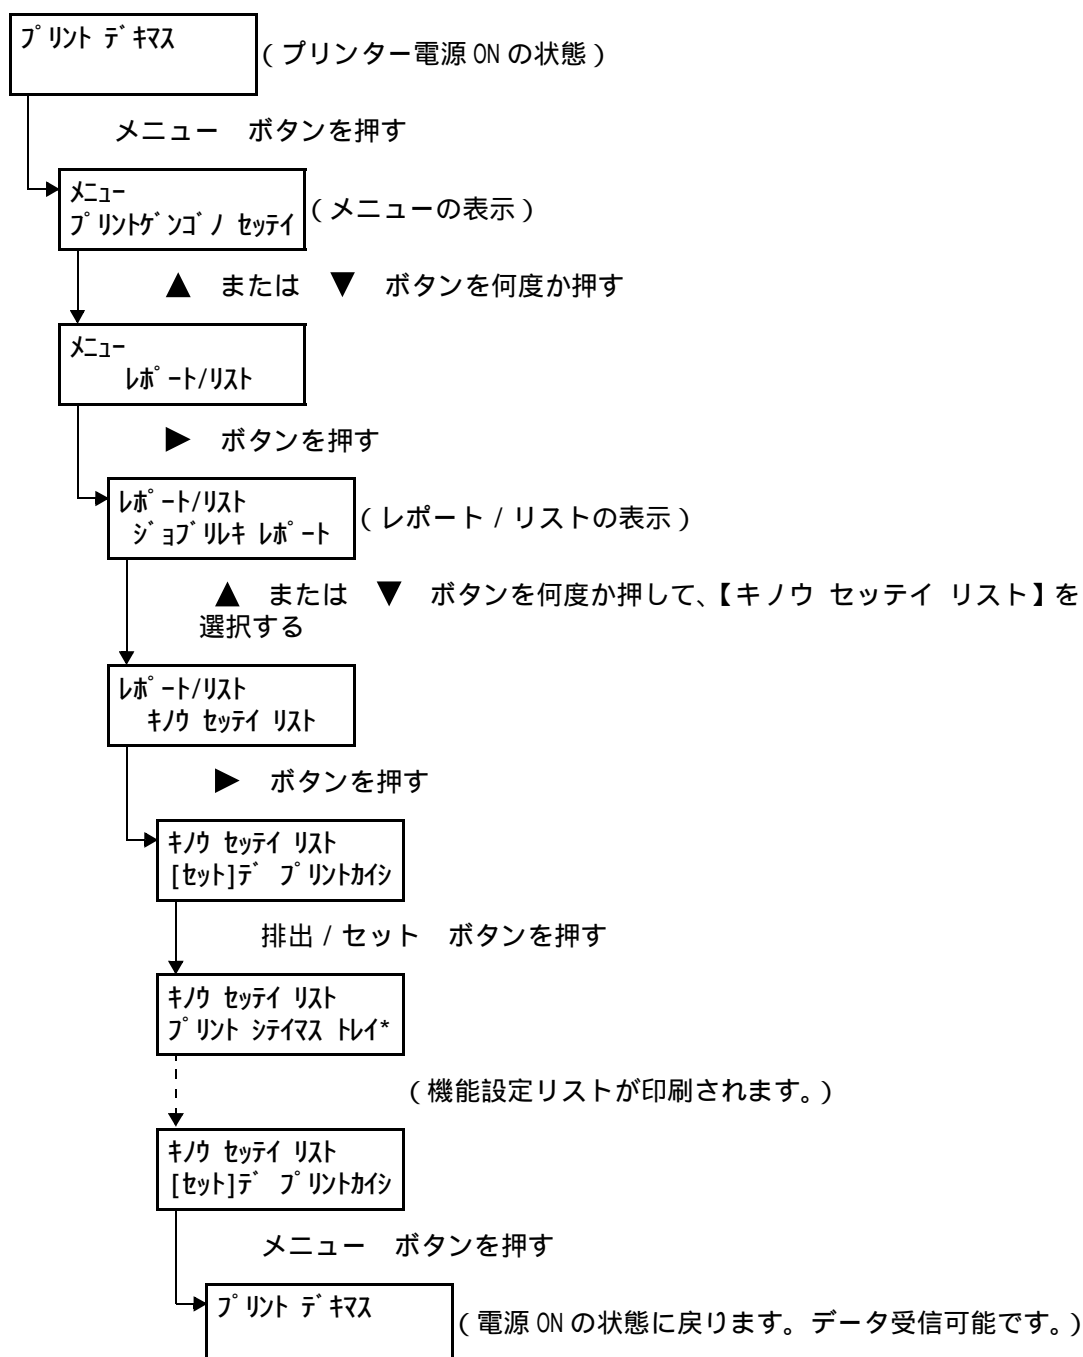 ﾌﾟﾘﾝﾄ ﾃﾞｷﾏｽ
(プリンター電源 ON の状態)
メニュー　ボタンを押す
ﾒﾆｭｰ
ﾌﾟﾘﾝﾄｹﾞﾝｺﾞﾉ ｾｯﾃｲ
(メニューの表示)
▲　または　▼　ボタンを何度か押す
ﾒﾆｭｰ
ﾚﾎﾟｰﾄ/ﾘｽﾄ
▶　ボタンを押す
ﾚﾎﾟｰﾄ/ﾘｽﾄ
ｼﾞｮﾌﾞﾘﾚｷ ﾚﾎﾟｰﾄ
(レポート / リストの表示)
▲　または　▼　ボタンを何度か押して、【キノウ セッテイ リスト】を
選択する
ﾚﾎﾟｰﾄ/ﾘｽﾄ
ｷﾉｳ ｾｯﾃｲ ﾘｽﾄ
▶　ボタンを押す
ｷﾉｳ ｾｯﾃｲ ﾘｽﾄ
[ｾｯﾄ]ﾃﾞ ﾌﾟﾘﾝﾄｶｲｼ
排出 / セット　ボタンを押す
ｷﾉｳ ｾｯﾃｲ ﾘｽﾄ
ﾌﾟﾘﾝﾄ ｼﾃｲﾏｽ ﾄﾚｲ*
(機能設定リストが印刷されます。)
ｷﾉｳ ｾｯﾃｲ ﾘｽﾄ
[ｾｯﾄ]ﾃﾞ ﾌﾟﾘﾝﾄｶｲｼ
メニュー　ボタンを押す
ﾌﾟﾘﾝﾄ ﾃﾞｷﾏｽ
(電源 ON の状態に戻ります。データ受信可能です。)